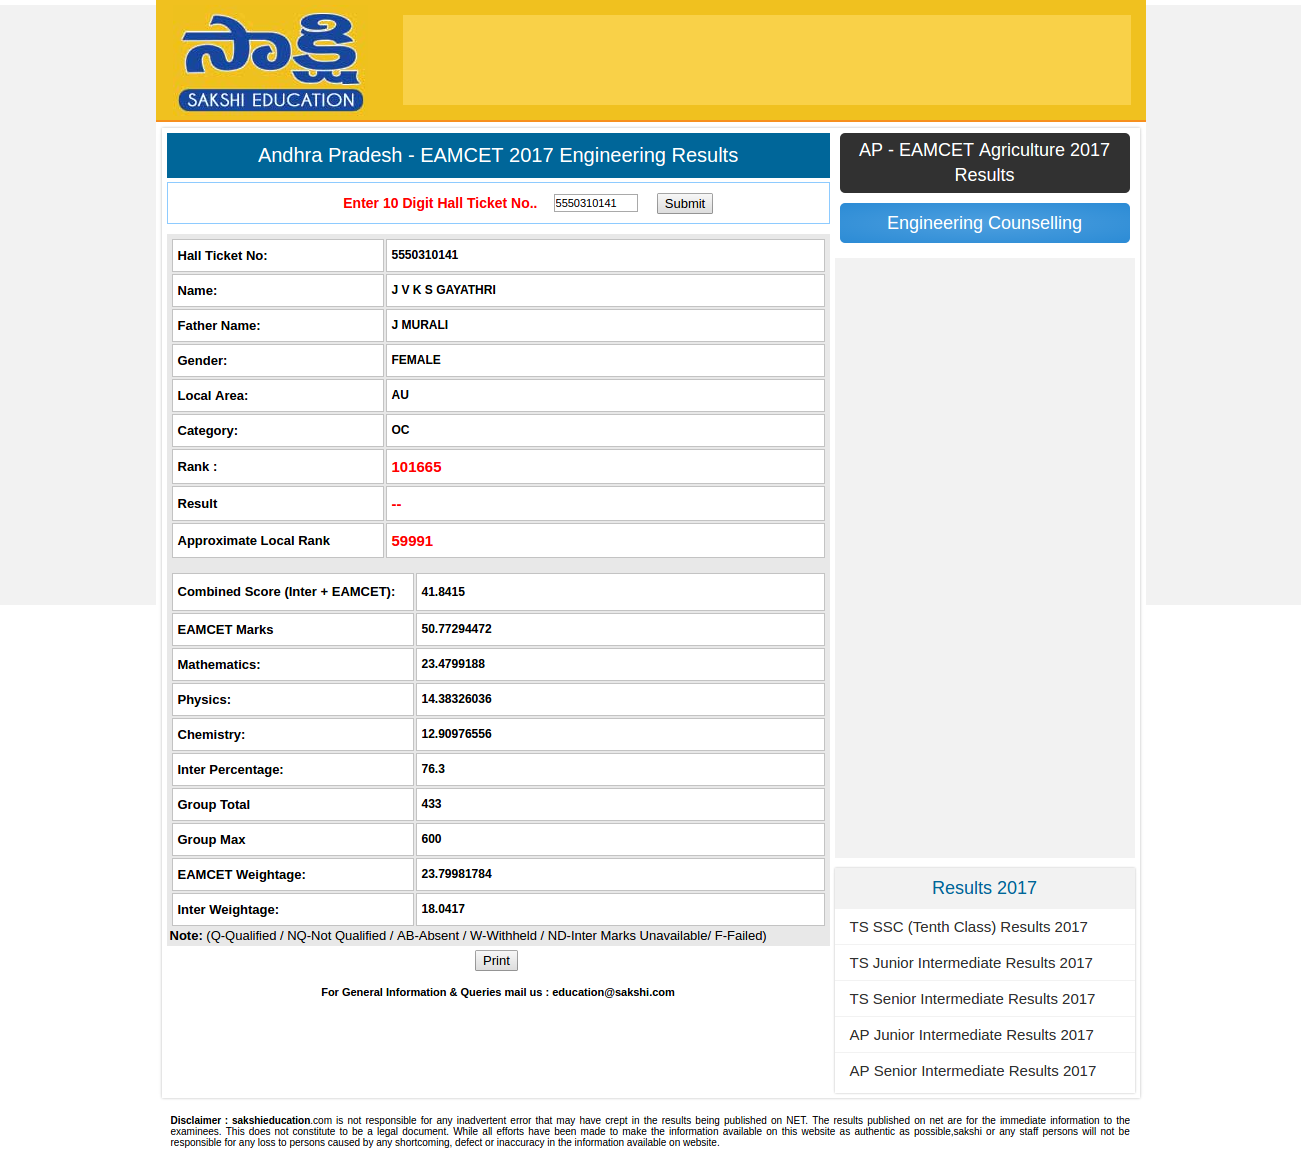 సాక్షి
SAKSHI EDUCATION
Andhra Pradesh - EAMCET 2017 Engineering Results
Enter 10 Digit Hall Ticket No.. 5550310141 Submit
Hall Ticket No: 5550310141
Name: J V K S GAYATHRI
Father Name: J MURALI
Gender: FEMALE
Local Area: AU
Category: OC
Rank : 101665
Result --
Approximate Local Rank 59991
Combined Score (Inter + EAMCET): 41.8415
EAMCET Marks 50.77294472
Mathematics: 23.4799188
Physics: 14.38326036
Chemistry: 12.90976556
Inter Percentage: 76.3
Group Total 433
Group Max 600
EAMCET Weightage: 23.79981784
Inter Weightage: 18.0417
Note: (Q-Qualified / NQ-Not Qualified / AB-Absent / W-Withheld / ND-Inter Marks Unavailable/ F-Failed)
Print
For General Information & Queries mail us : education@sakshi.com
AP - EAMCET Agriculture 2017
Results
Engineering Counselling
Results 2017
TS SSC (Tenth Class) Results 2017
TS Junior Intermediate Results 2017
TS Senior Intermediate Results 2017
AP Junior Intermediate Results 2017
AP Senior Intermediate Results 2017
Disclaimer : sakshieducation.com is not responsible for any inadvertent error that may have crept in the results being published on NET. The results published on net are for the immediate information to the
examinees. This does not constitute to be a legal document. While all efforts have been made to make the information available on this website as authentic as possible,sakshi or any staff persons will not be
responsible for any loss to persons caused by any shortcoming, defect or inaccuracy in the information available on website.